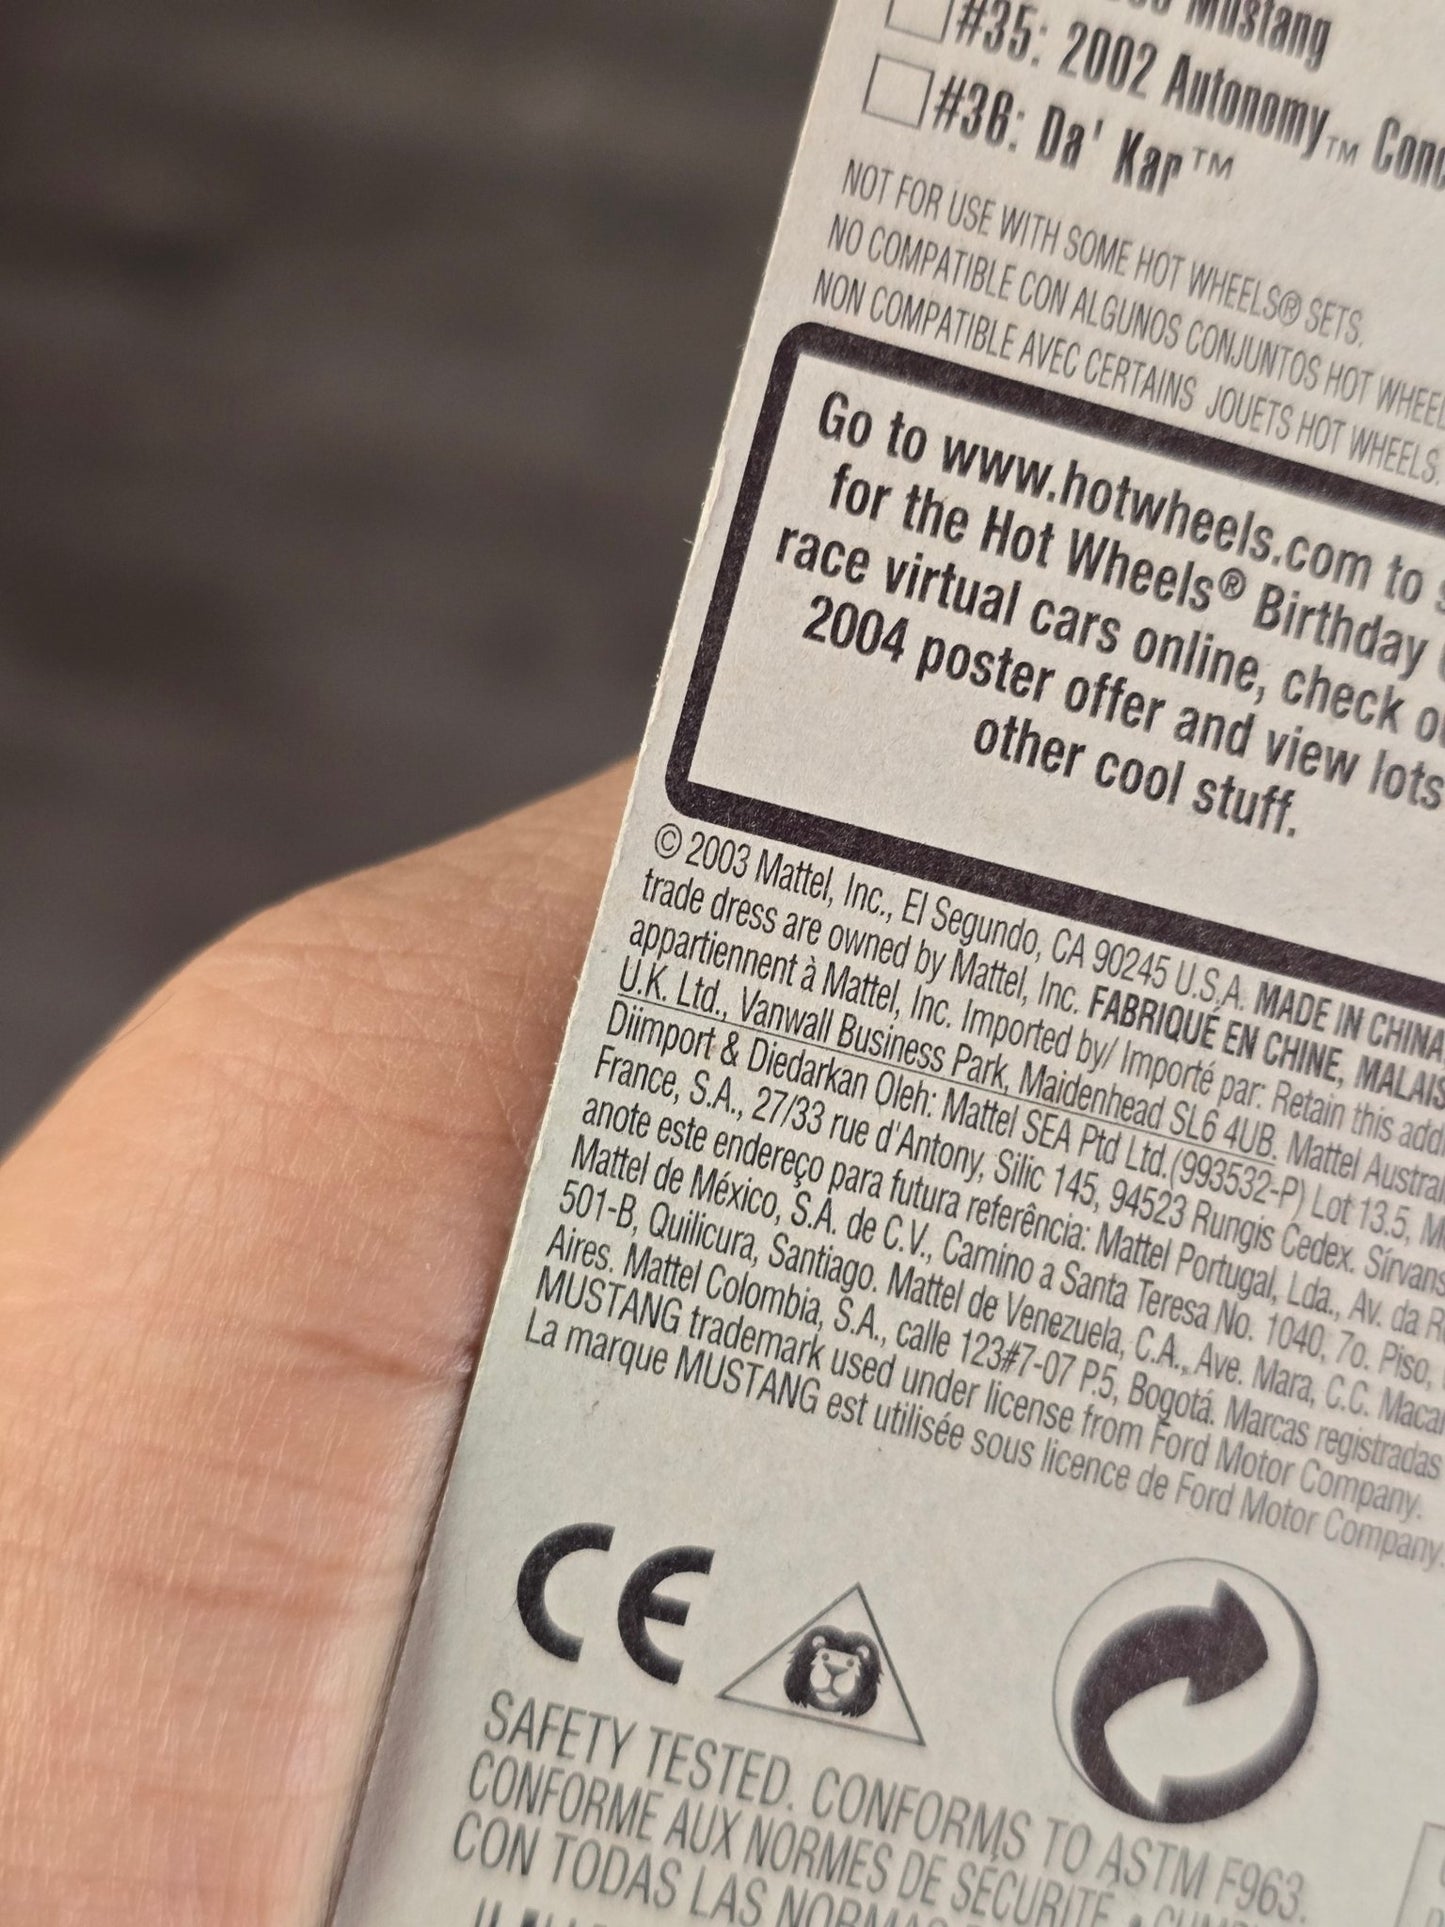 Mustang
#35: 2002 Autonomy™
#36: Da' Kar™
NOT FOR USE WITH SOME HOT WHEELS® SETS.
NO COMPATIBLE CON ALGUNOS CONJUNTOS HOT
NON COMPATIBLE AVEC CERTAINS JOUETS HOT WHEELS.
Go to www.hotwheels.com to
for the Hot Wheels® Birthday
race virtual cars online, check
2004 poster offer and view lots
other cool stuff.
© 2003 Mattel, Inc., El Segundo, CA 90245 U.S.A. MADE IN CHINA
trade dress are owned by Mattel, Inc. FABRIQUÉ EN CHINE,
appartiennent à Mattel, Inc. Imported by/ Importé par: Retain this
U.K. Ltd., Vanwall Business Park, Maidenhead SL6 4UB. Mattel
Diimport & Diedarkan Oleh: Mattel SEA Ptd Ltd.(993532-P) Lot 13.5,
France, S.A., 27/33 rue d'Antony, Silic 145, 94523 Rungis Cedex.
anote este endereço para futura referência: Mattel Portugal, Lda., Av. da
Mattel de México, S.A. de C.V., Camino a Santa Teresa No. 1040, 7o. Piso,
501-B, Quilicura, Santiago. Mattel de Venezuela, C.A., Ave. Mara, C.C.
Aires. Mattel Colombia, S.A., calle 123#7-07 P.5, Bogotá. Marcas registradas
MUSTANG trademark used under license from Ford Motor Company.
La marque MUSTANG est utilisée sous licence de Ford Motor Company.
CE
SAFETY TESTED. CONFORMS TO ASTM F963.
CONFORME AUX NORMES DE SÉCURITÉ
CON TODAS LAS NORMAS